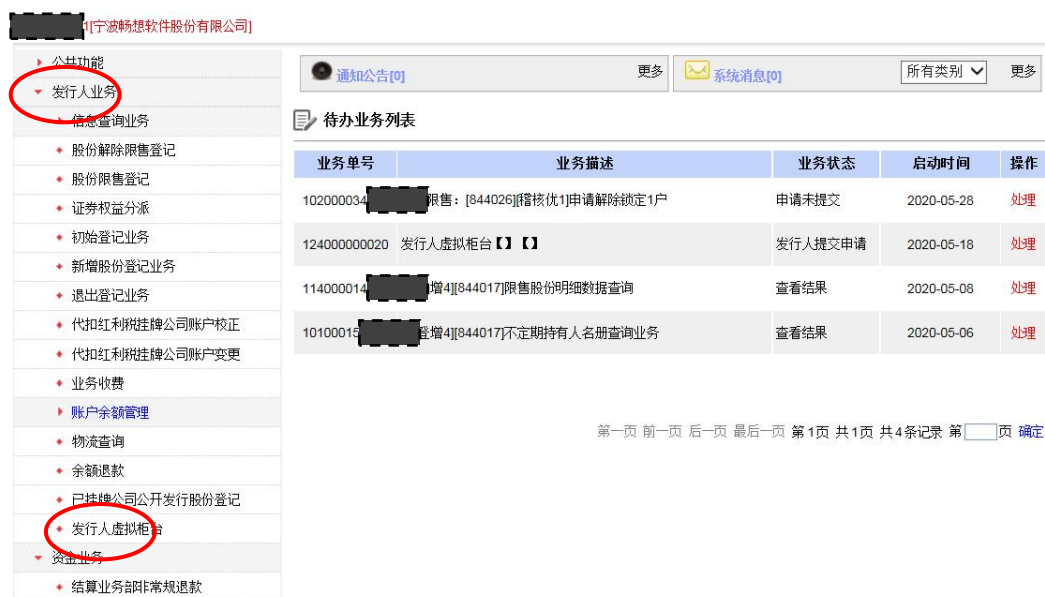 1[宁波畅想软件股份有限公司]
公共功能
发行人业务
信息查询业务
股份解除限售登记
股份限售登记
证券权益分派
初始登记业务
新增股份登记业务
退出登记业务
代扣红利税挂牌公司账户校正
代扣红利税挂牌公司账户变更
业务收费
账户余额管理
物流查询
余额退款
已挂牌公司公开发行股份登记
发行人虚拟柜台
资金业务
结算业务部非常规退款
通知公告[0] 更多 系统消息[0] 所有类别 更多
待办业务列表
业务单号 业务描述 业务状态 启动时间 操作
102000034 限售：[844026][稽核优1]申请解除锁定1户 申请未提交 2020-05-28 处理
124000000020 发行人虚拟柜台【】【】 发行人提交申请 2020-05-18 处理
114000014 增4][844017]限售股份明细数据查询 查看结果 2020-05-08 处理
10100015 登增4][844017]不定期持有人名册查询业务 查看结果 2020-05-06 处理
第一页 前一页 后一页 最后一页 第1页 共1页 共4条记录 第 页 确定